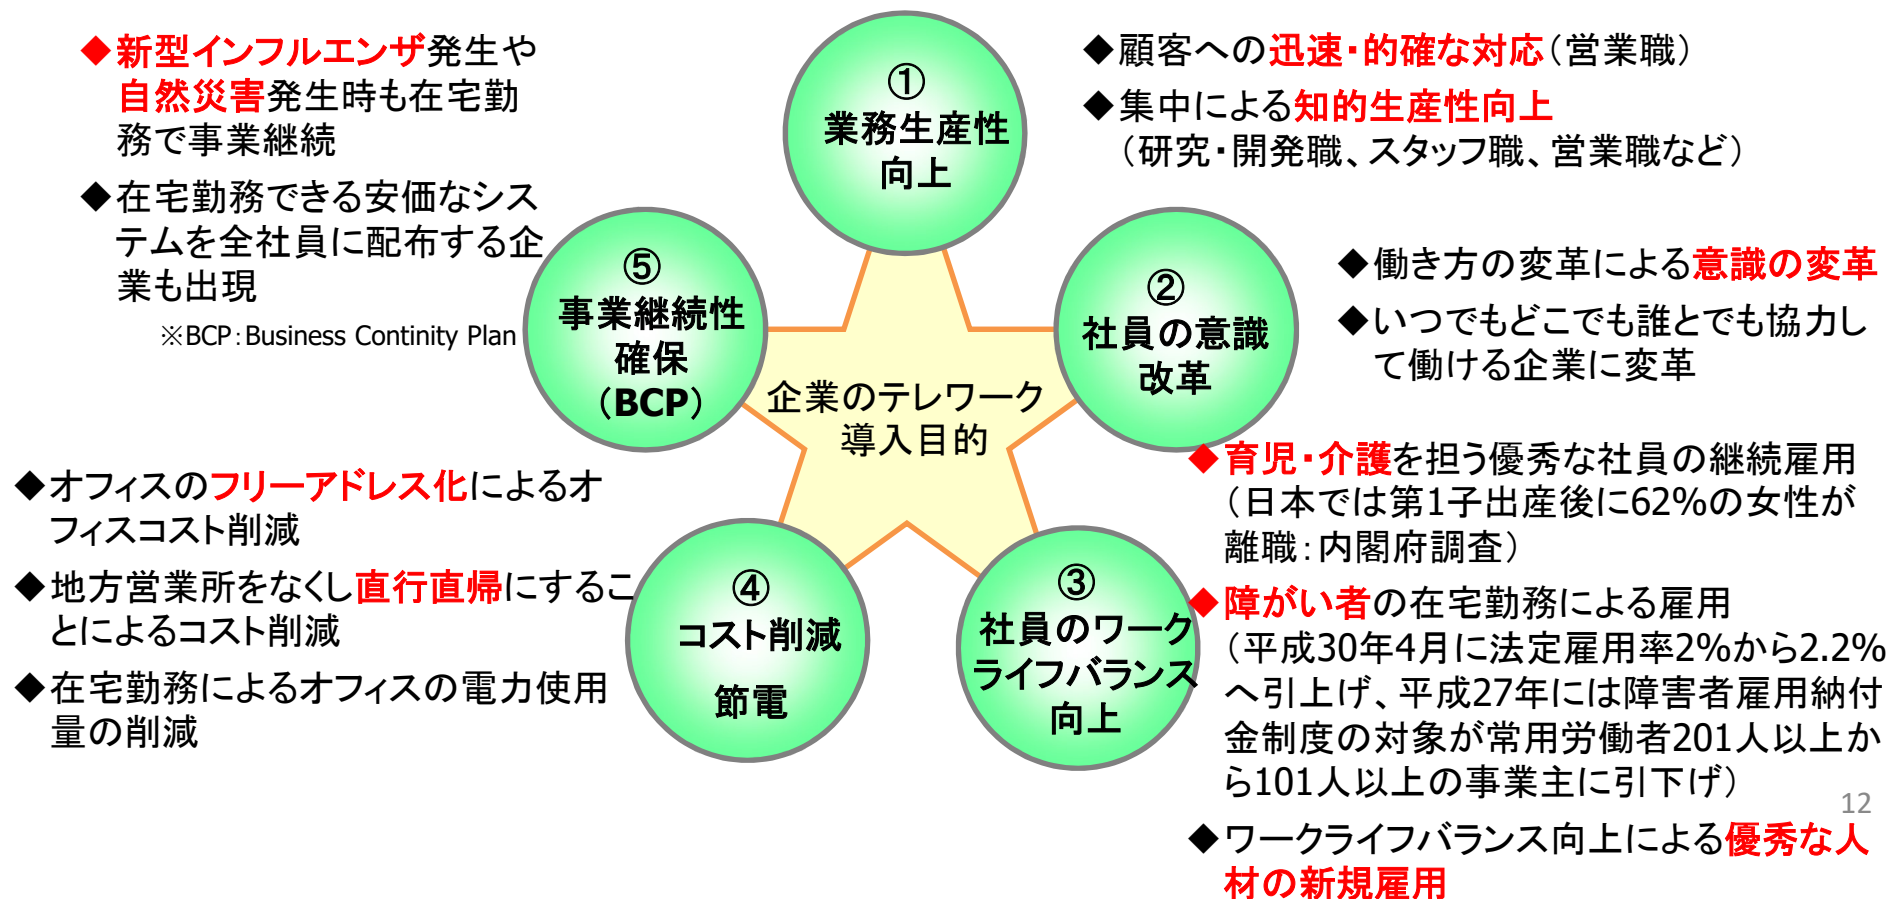 ◆新型インフルエンザ発生や
自然災害発生時も在宅勤
務で事業継続
◆在宅勤務できる安価なシス
テムを全社員に配布する企
業も出現
※BCP：Business Continity Plan
①
業務生産性
向上
◆顧客への迅速・的確な対応（営業職）
◆集中による知的生産性向上
（研究・開発職、スタッフ職、営業職など）
②
社員の意識
改革
◆働き方の変革による意識の変革
◆いつでもどこでも誰とでも協力し
て働ける企業に変革
⑤
事業継続性
確保
（BCP）
企業のテレワーク
導入目的
◆オフィスのフリーアドレス化によるオ
フィスコスト削減
◆地方営業所をなくし直行直帰にするこ
とによるコスト削減
◆在宅勤務によるオフィスの電力使用
量の削減
④
コスト削減
節電
③
社員のワーク
ライフバランス
向上
◆育児・介護を担う優秀な社員の継続雇用
（日本では第1子出産後に62%の女性が
離職：内閣府調査）
◆障がい者の在宅勤務による雇用
（平成30年4月に法定雇用率2%から2.2%
へ引上げ、平成27年には障害者雇用納付
金制度の対象が常用労働者201人以上か
ら101人以上の事業主に引下げ）
◆ワークライフバランス向上による優秀な人
材の新規雇用
12